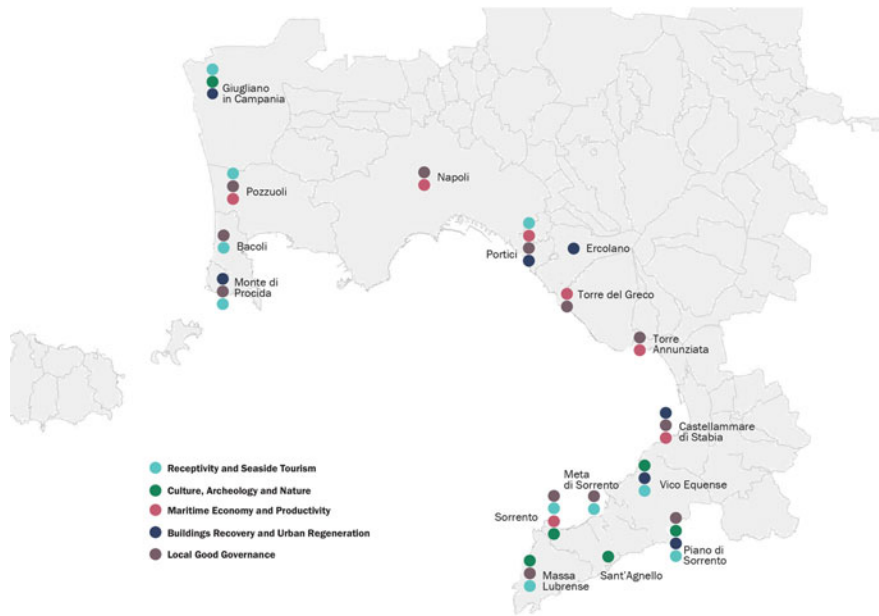 Giugliano
in Campania
Pozzuoli
Napoli
Bacoli
Portici
Ercolano
Monte di
Procida
Torre del Greco
Torre
Annunziata
Castellammare
di Stabia
Meta
di Sorrento
Vico Equense
Sorrento
Piano di
Sorrento
Sant'Agnello
Massa
Lubrense
Receptivity and Seaside Tourism
Culture, Archeology and Nature
Maritime Economy and Productivity
Buildings Recovery and Urban Regeneration
Local Good Governance